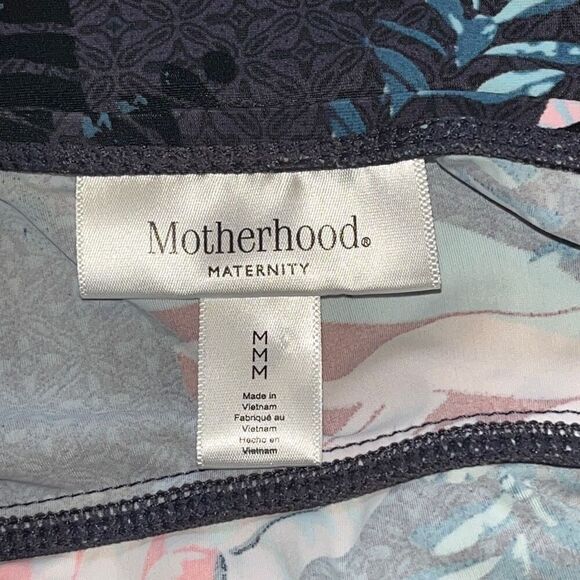 Motherhood®
MATERNITY
M
M
M
Made in
Vietnam
Fabriqué au
Vietnam
Hecho en
Vietnam